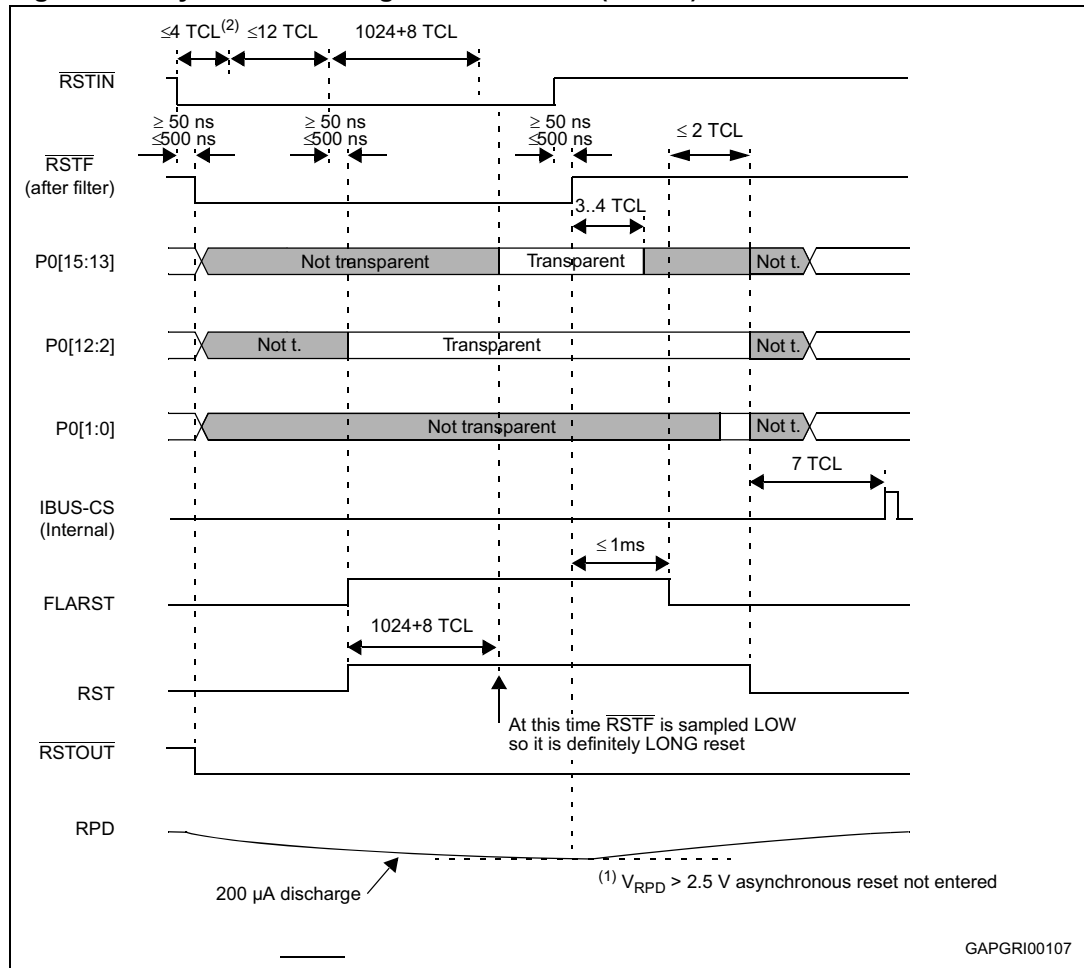 ≤4 TCL(2) ≤12 TCL 1024+8 TCL
RSTIN
≥ 50 ns ≥ 50 ns ≥ 50 ns
≤500 ns ≤500 ns ≤500 ns
≤ 2 TCL
RSTF
(after filter)
3..4 TCL
P0[15:13] Not transparent Transparent Not t.
P0[12:2] Not t. Transparent Not t.
P0[1:0] Not transparent Not t.
7 TCL
IBUS-CS
(Internal)
≤ 1ms
FLARST
1024+8 TCL
RST
At this time RSTF is sampled LOW
so it is definitely LONG reset
RSTOUT
RPD
200 µA discharge
(1) VRPD > 2.5 V asynchronous reset not entered
GAPGRI00107